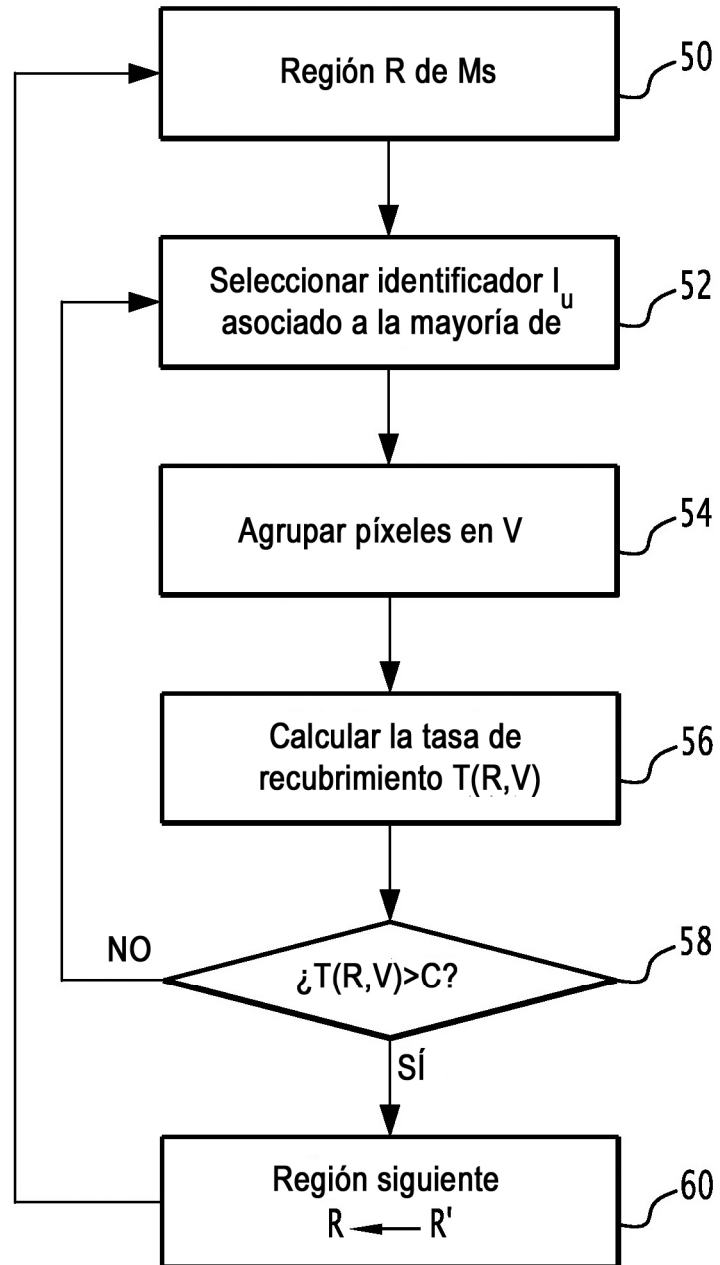 Región R de Ms
50
Seleccionar identificador Iu
asociado a la mayoría de
52
Agrupar píxeles en V
54
Calcular la tasa de
recubrimiento T(R,V)
56
NO
¿T(R,V)>C?
58
SÍ
Región siguiente
R ← R'
60